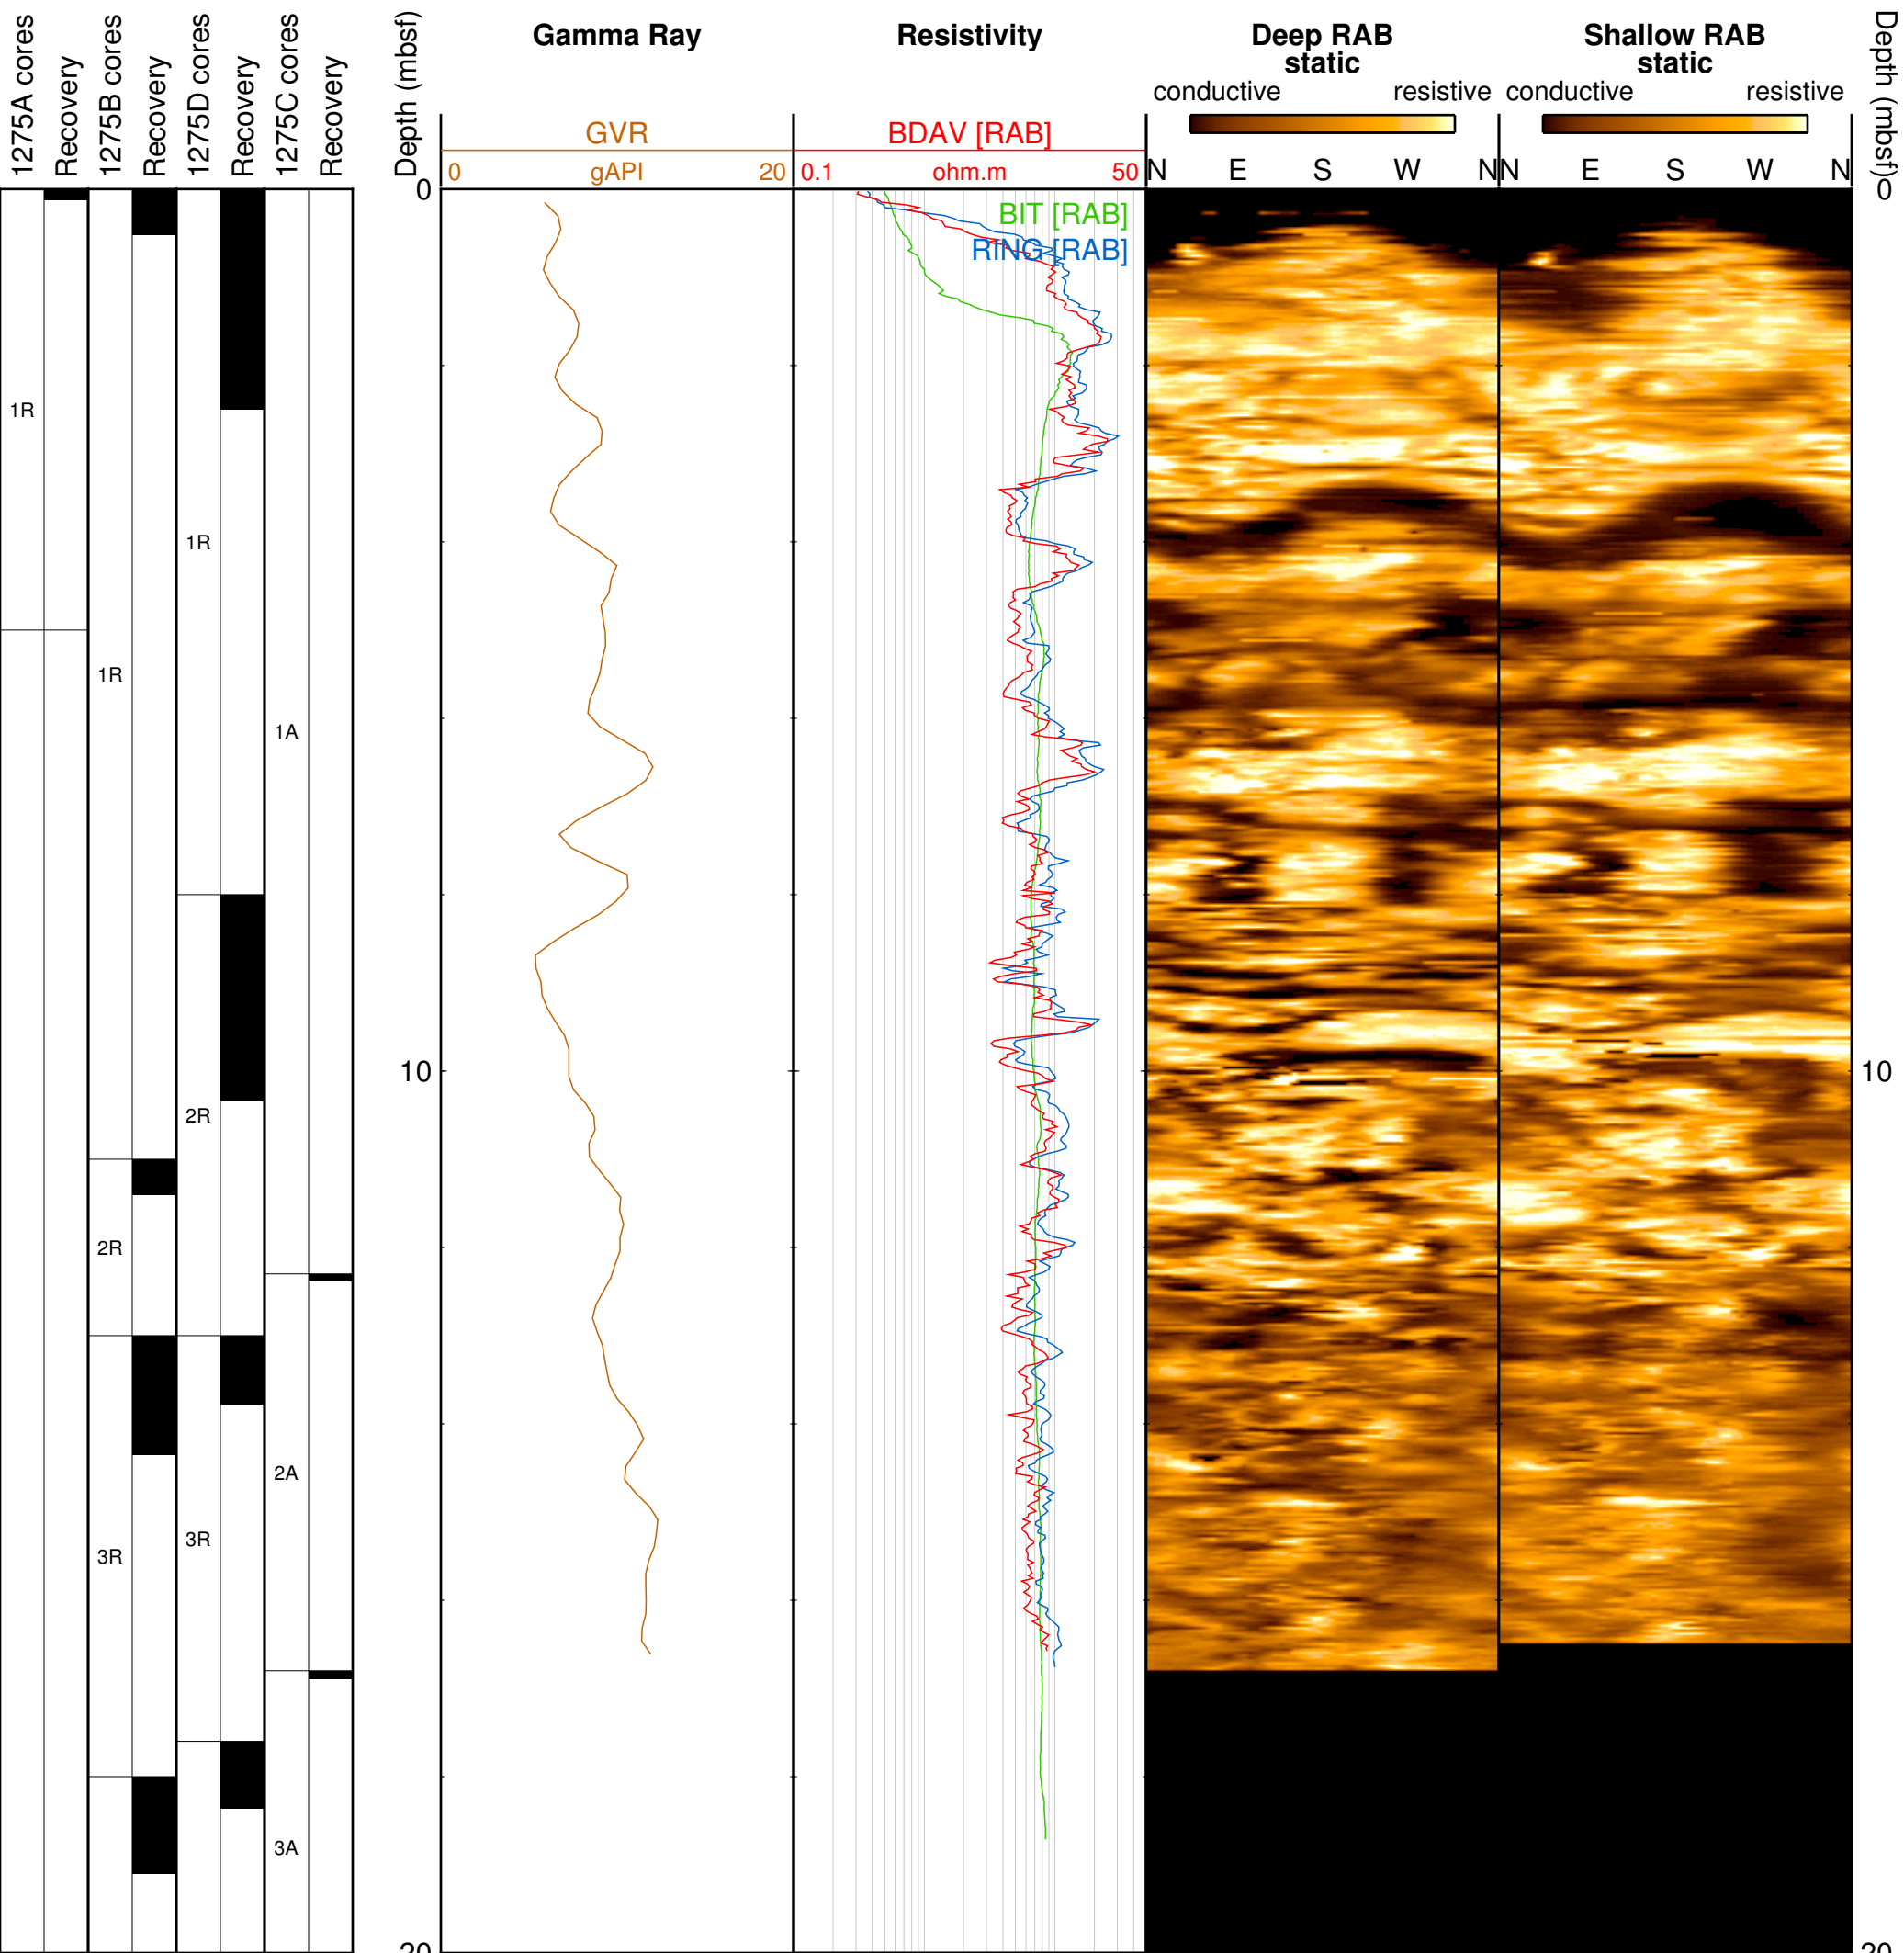 1275A cores
Recovery
1275B cores
Recovery
1275D cores
Recovery
1275C cores
Recovery
Depth (mbsf)
Gamma Ray
Resistivity
Deep RAB
static
Shallow RAB
static
Depth (mbsf)
conductive resistive
conductive resistive
GVR
0 gAPI 20
BDAV [RAB]
0.1 ohm.m 50
N E S W N
N E S W N
0
0
BIT [RAB]
RING [RAB]
1R
1R
1R
1A
10
10
2R
2R
2A
3R
3R
3A
20
20